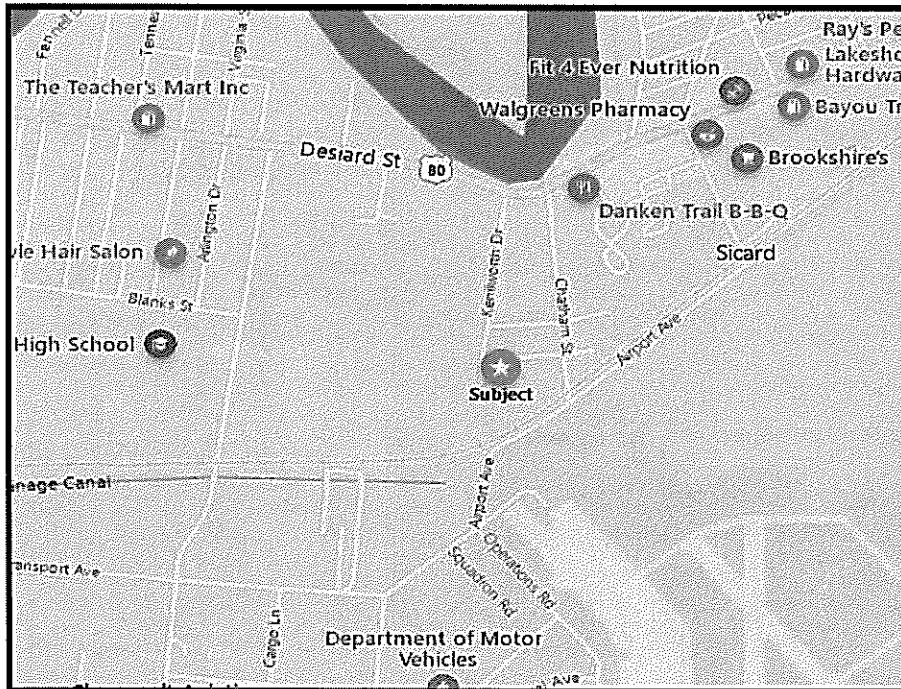 Ray's Pe
Lakesho
Hardwa
Fit 4 Ever Nutrition
The Teacher's Mart Inc
Walgreens Pharmacy
Bayou Tr
Desiard St
80
Brookshire's
Danken Trail B-B-Q
Arlington Dr
Kenilworth Dr
Sicard
yle Hair Salon
Chatham St
Blanks St
Airport Ave
High School
Subject
nage Canal
Airport Ave
Operations Rd
Squadron Rd
ransport Ave
Cargo Ln
Department of Motor
Vehicles
Ave